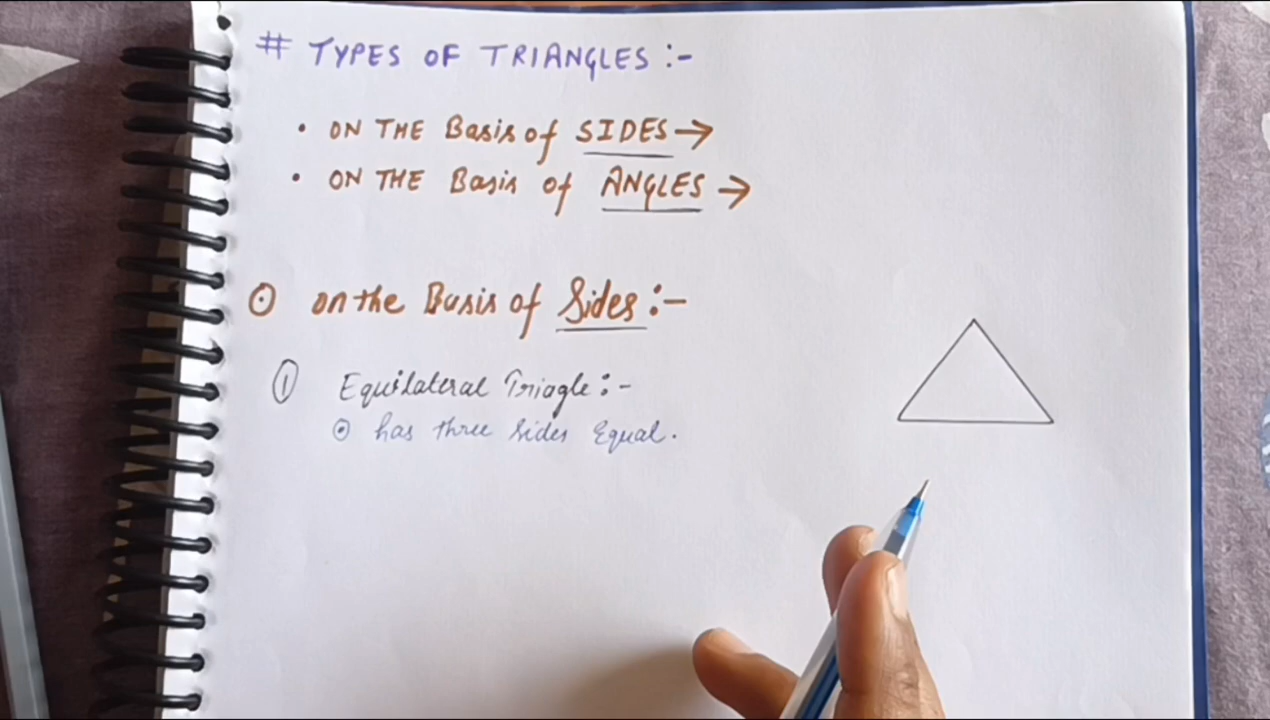 # TYPES OF TRIANGLES :-
• ON THE Basis of SIDES →
• ON THE Basis of ANGLES →
⊙ on the Basis of Sides :-
① Equilateral Triagle :-
⊙ has three sides Equal.